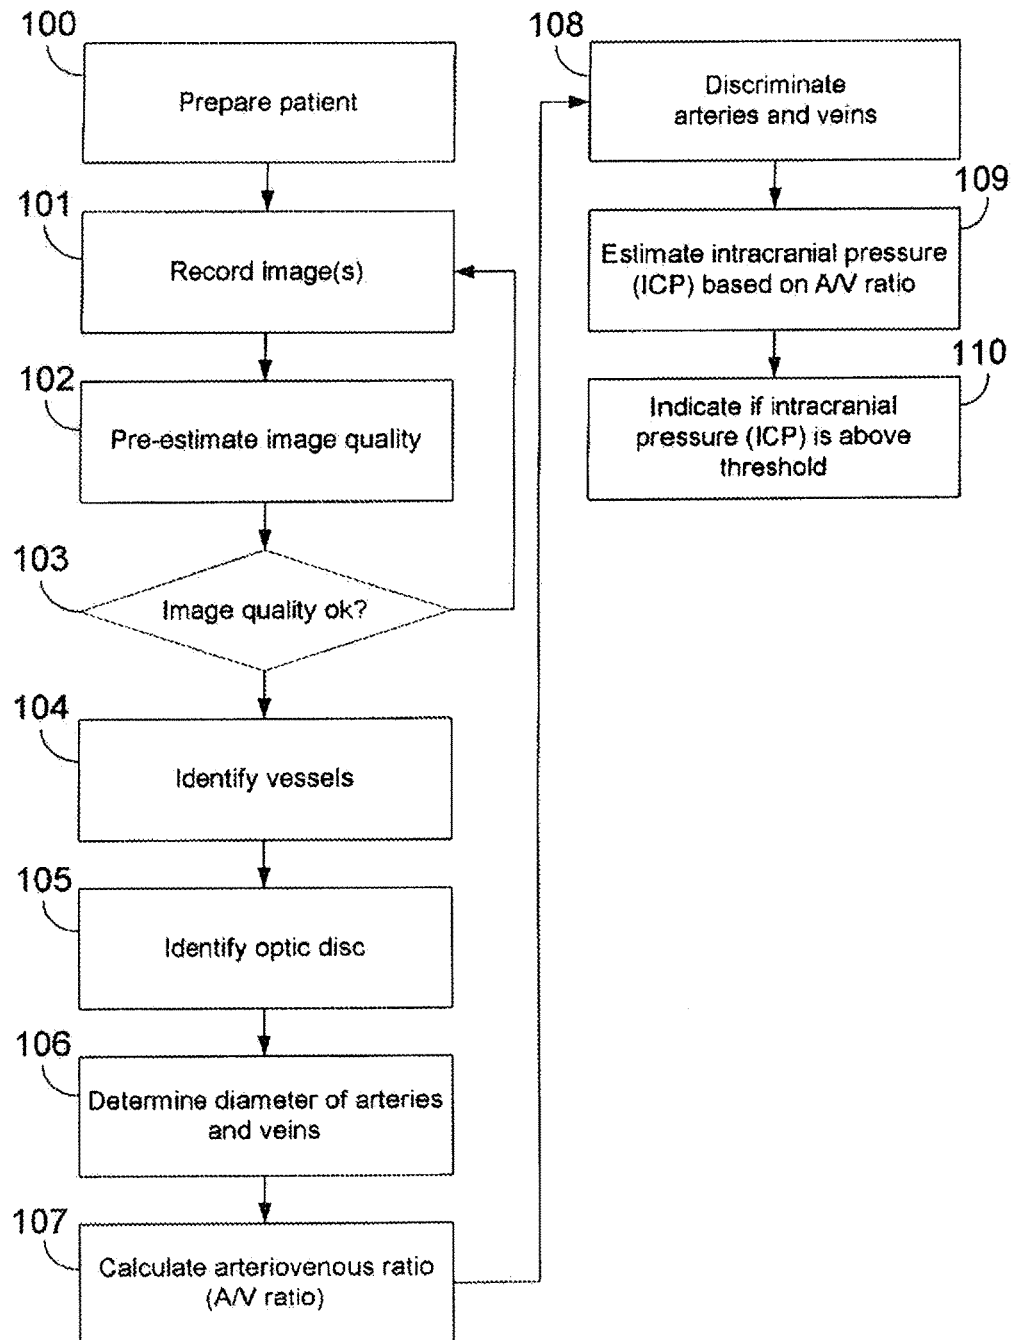 100
Prepare patient
101
Record image(s)
102
Pre-estimate image quality
103
Image quality ok?
104
Identify vessels
105
Identify optic disc
106
Determine diameter of arteries
and veins
107
Calculate arteriovenous ratio
(A/V ratio)
108
Discriminate
arteries and veins
109
Estimate intracranial pressure
(ICP) based on A/V ratio
110
Indicate if intracranial
pressure (ICP) is above
threshold